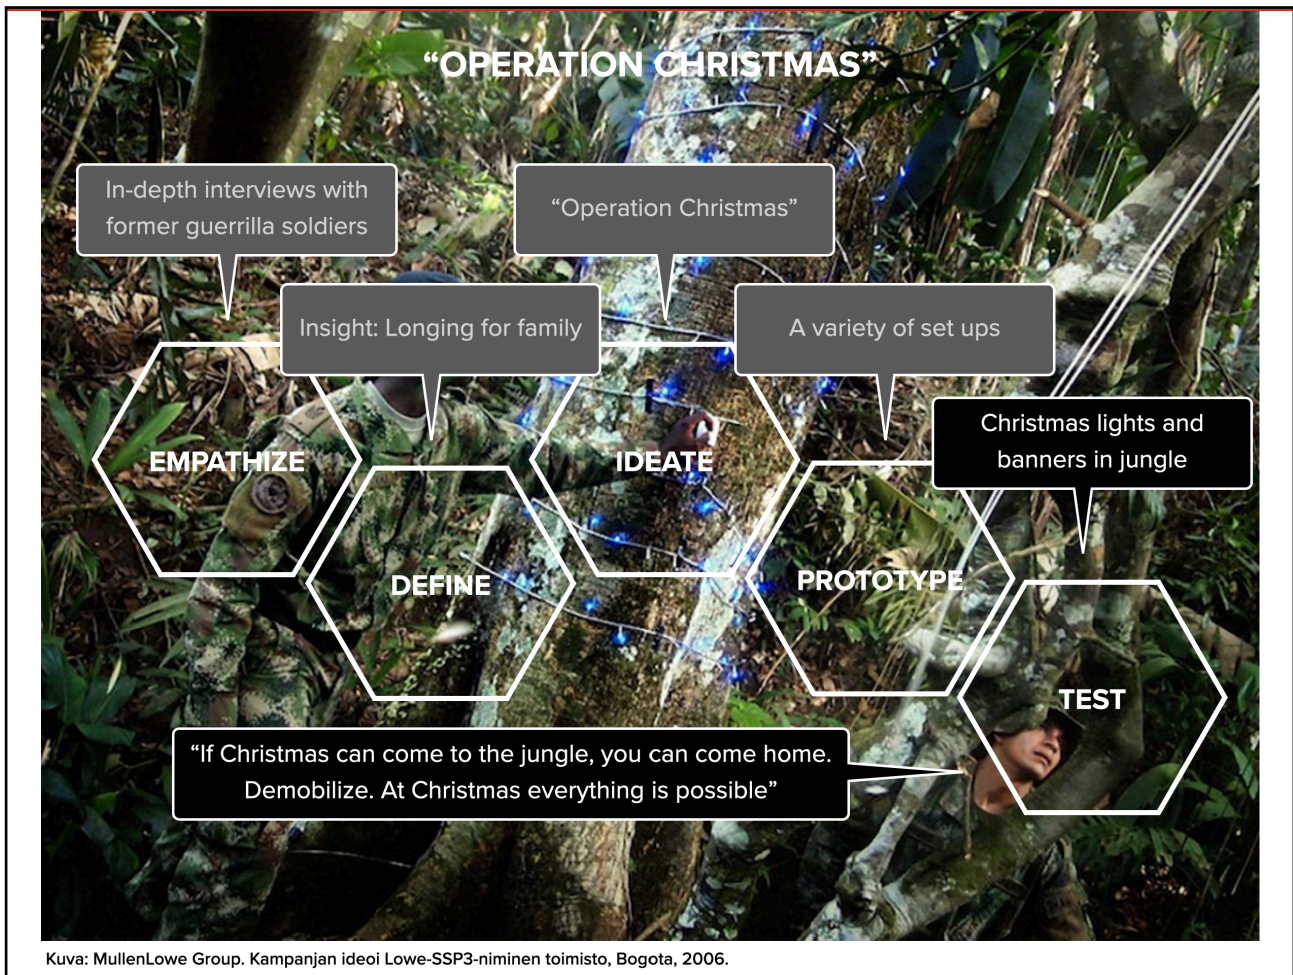 “OPERATION CHRISTMAS”
In-depth interviews with
former guerrilla soldiers
“Operation Christmas”
Insight: Longing for family
A variety of set ups
Christmas lights and
banners in jungle
EMPATHIZE
IDEATE
DEFINE
PROTOTYPE
TEST
“If Christmas can come to the jungle, you can come home.
Demobilize. At Christmas everything is possible”
Kuva: MullenLowe Group. Kampanjan ideoi Lowe-SSP3-niminen toimisto, Bogota, 2006.